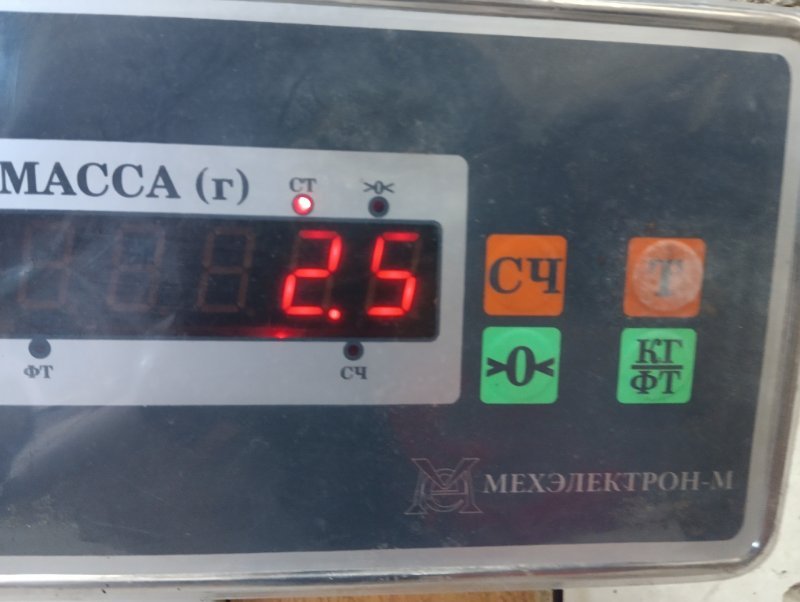 МАССА (г)
СТ
>0<
2.5
СЧ
Т
ФТ
СЧ
>0<
КГ
ФТ
МЕХЭЛЕКТРОН-М